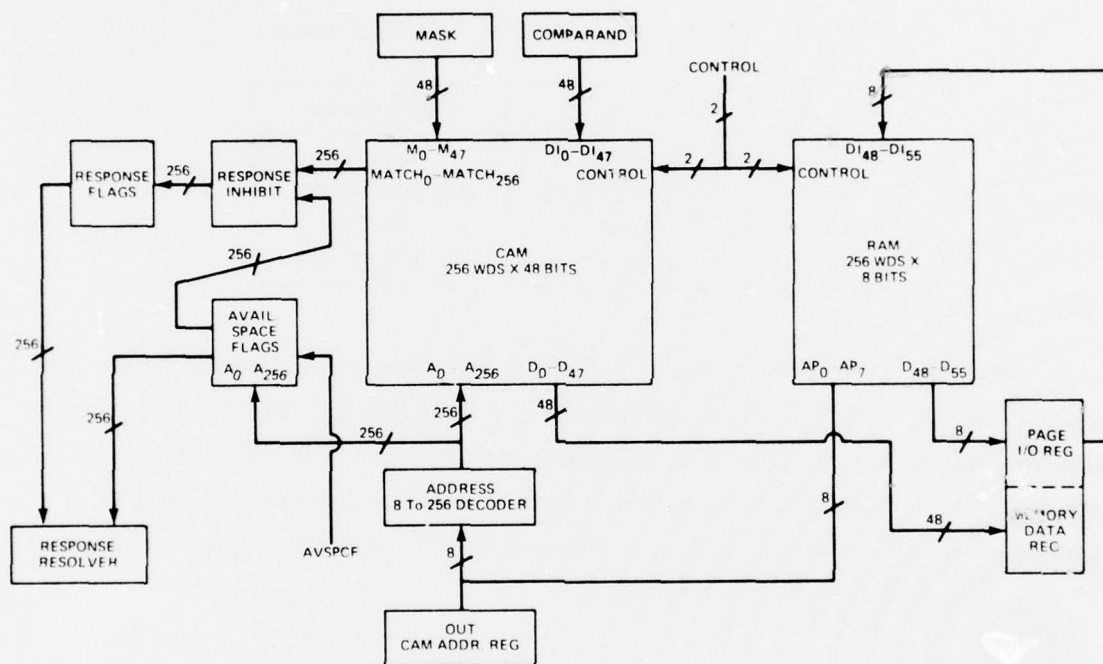 MASK
COMPARAND
CONTROL
48
48
2
8
M0–M47
DI0–DI47
DI48–DI55
MATCH0–MATCH256
CONTROL
2
2
CONTROL
256
RESPONSE
INHIBIT
256
RESPONSE
FLAGS
256
CAM
256 WDS X 48 BITS
RAM
256 WDS X
8 BITS
AVAIL.
SPACE
FLAGS
A0 A256
256
256
A0 A256
D0–D47
AP0 AP7
D48–D55
256
256
48
8
PAGE
I/O REG
MEMORY
DATA
REC
48
ADDRESS
8 To 256 DECODER
8
8
RESPONSE
RESOLVER
AVSPCF
OUT
CAM ADDR. REG